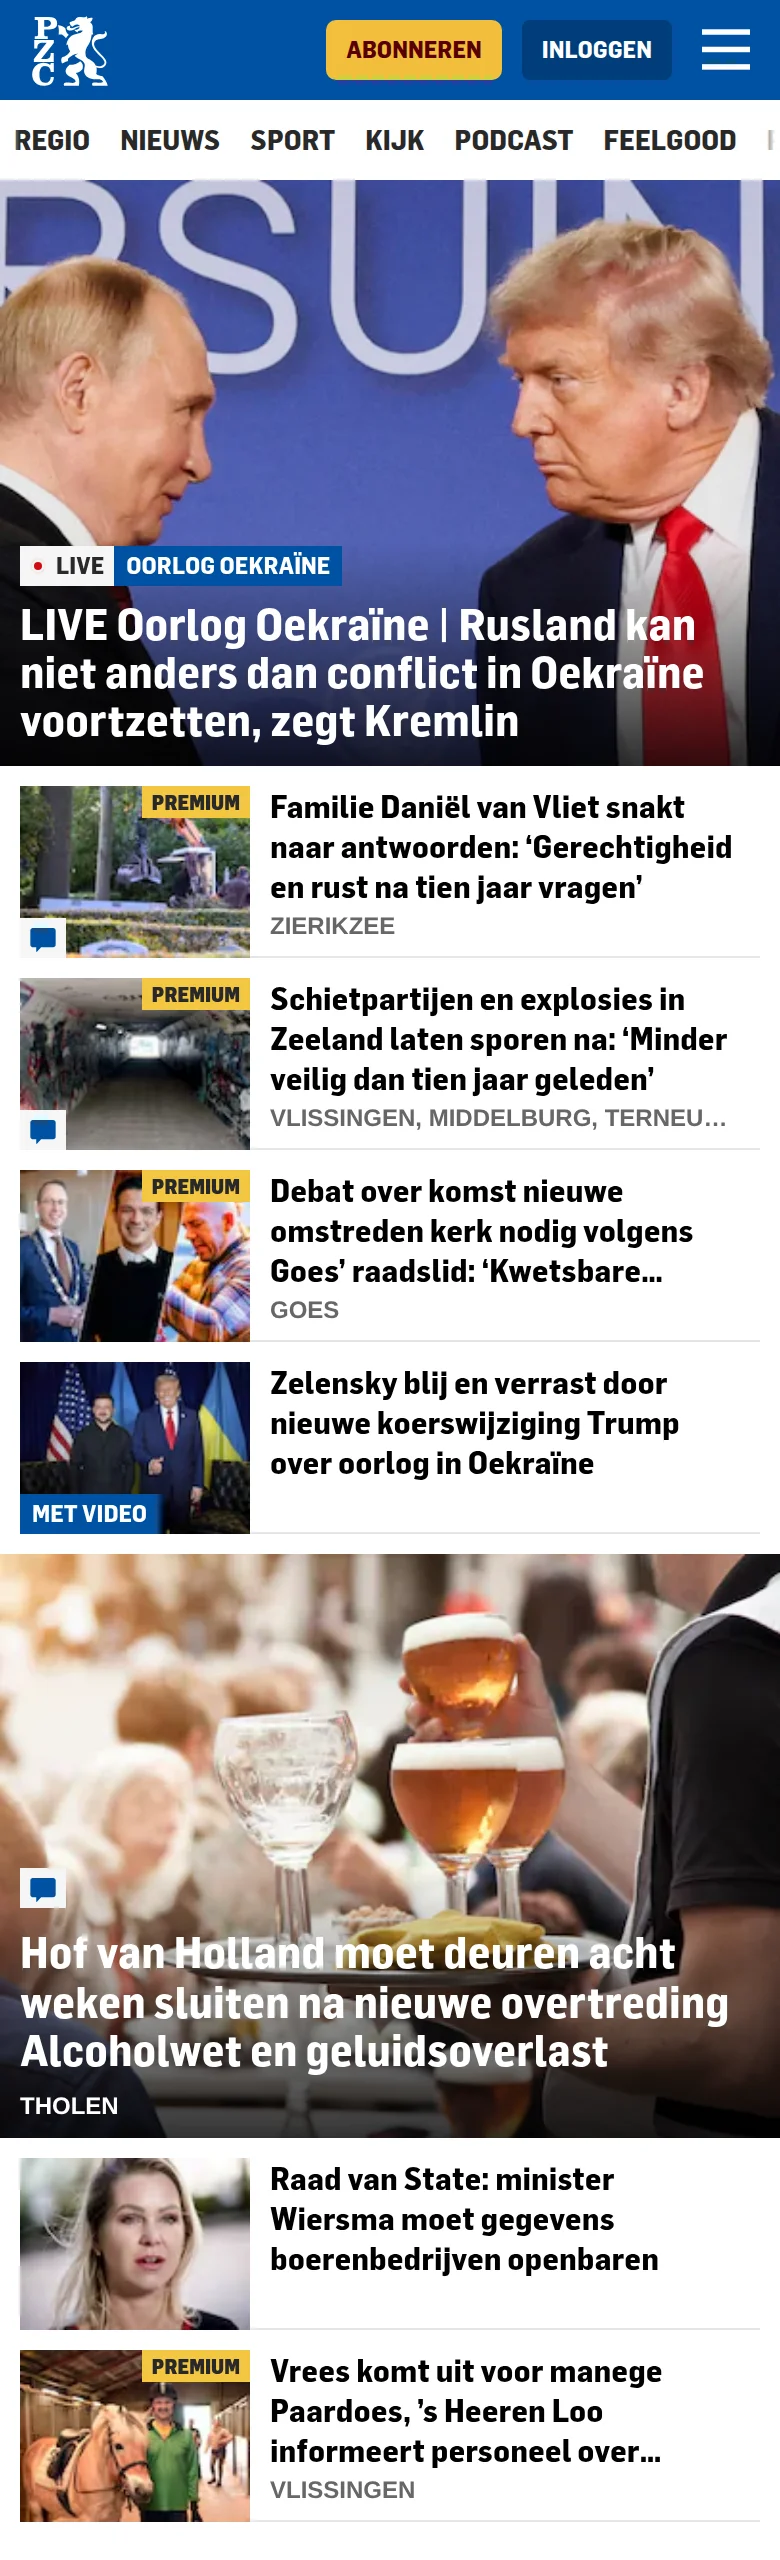 PZC
ABONNEREN
INLOGGEN
REGIO NIEUWS SPORT KIJK PODCAST FEELGOOD
RSUIN
LIVE OORLOG OEKRAÏNE
LIVE Oorlog Oekraïne | Rusland kan
niet anders dan conflict in Oekraïne
voortzetten, zegt Kremlin
PREMIUM
Familie Daniël van Vliet snakt
naar antwoorden: ‘Gerechtigheid
en rust na tien jaar vragen’
ZIERIKZEE
PREMIUM
Schietpartijen en explosies in
Zeeland laten sporen na: ‘Minder
veilig dan tien jaar geleden’
VLISSINGEN, MIDDELBURG, TERNEU…
PREMIUM
Debat over komst nieuwe
omstreden kerk nodig volgens
Goes’ raadslid: ‘Kwetsbare…
GOES
MET VIDEO
Zelensky blij en verrast door
nieuwe koerswijziging Trump
over oorlog in Oekraïne
Hof van Holland moet deuren acht
weken sluiten na nieuwe overtreding
Alcoholwet en geluidsoverlast
THOLEN
Raad van State: minister
Wiersma moet gegevens
boerenbedrijven openbaren
PREMIUM
Vrees komt uit voor manege
Paardoes, ’s Heeren Loo
informeert personeel over…
VLISSINGEN